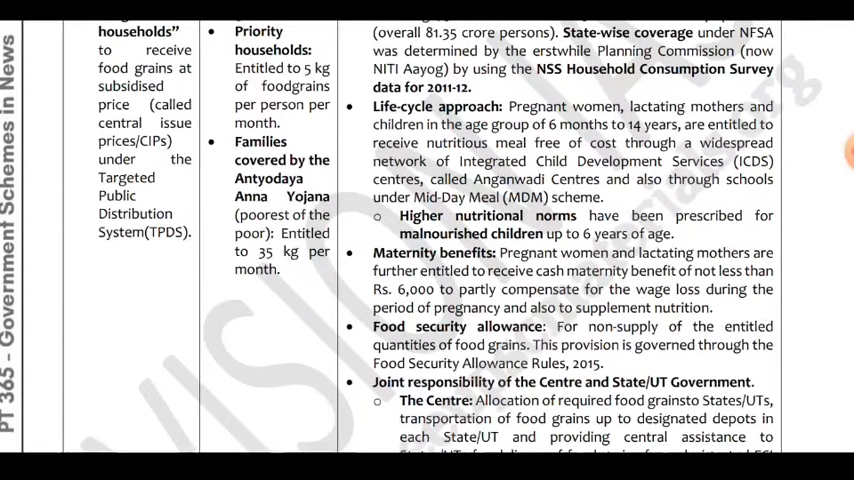 households"
to receive
food grains at
subsidised
price (called
central issue
prices/CIPs)
under the
Targeted
Public
Distribution
System(TPDS).
• Priority
households:
Entitled to 5 kg
of foodgrains
per person per
month.
• Families
covered by the
Antyodaya
Anna Yojana
(poorest of the
poor): Entitled
to 35 kg per
month.
(overall 81.35 crore persons). State-wise coverage under NFSA
was determined by the erstwhile Planning Commission (now
NITI Aayog) by using the NSS Household Consumption Survey
data for 2011-12.
• Life-cycle approach: Pregnant women, lactating mothers and
children in the age group of 6 months to 14 years, are entitled to
receive nutritious meal free of cost through a widespread
network of Integrated Child Development Services (ICDS)
centres, called Anganwadi Centres and also through schools
under Mid-Day Meal (MDM) scheme.
o Higher nutritional norms have been prescribed for
malnourished children up to 6 years of age.
• Maternity benefits: Pregnant women and lactating mothers are
further entitled to receive cash maternity benefit of not less than
Rs. 6,000 to partly compensate for the wage loss during the
period of pregnancy and also to supplement nutrition.
• Food security allowance: For non-supply of the entitled
quantities of food grains. This provision is governed through the
Food Security Allowance Rules, 2015.
• Joint responsibility of the Centre and State/UT Government.
o The Centre: Allocation of required food grainsto States/UTs,
transportation of food grains up to designated depots in
each State/UT and providing central assistance to
PT 365 - Government Schemes in News